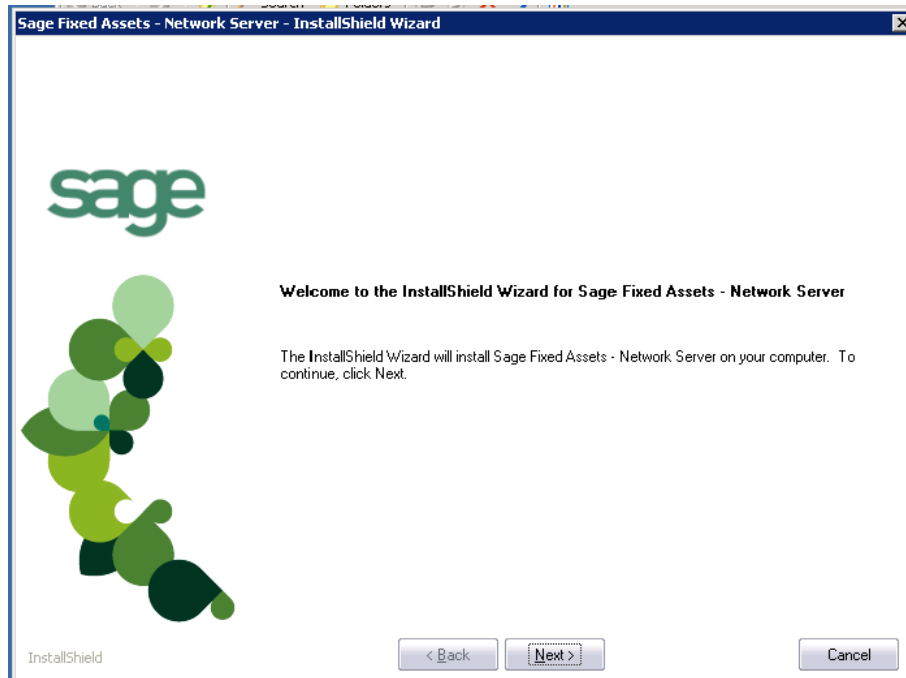 Search Folders
Sage Fixed Assets - Network Server - InstallShield Wizard
sage
Welcome to the InstallShield Wizard for Sage Fixed Assets - Network Server
The InstallShield Wizard will install Sage Fixed Assets - Network Server on your computer. To
continue, click Next.
InstallShield
< Back
Next >
Cancel